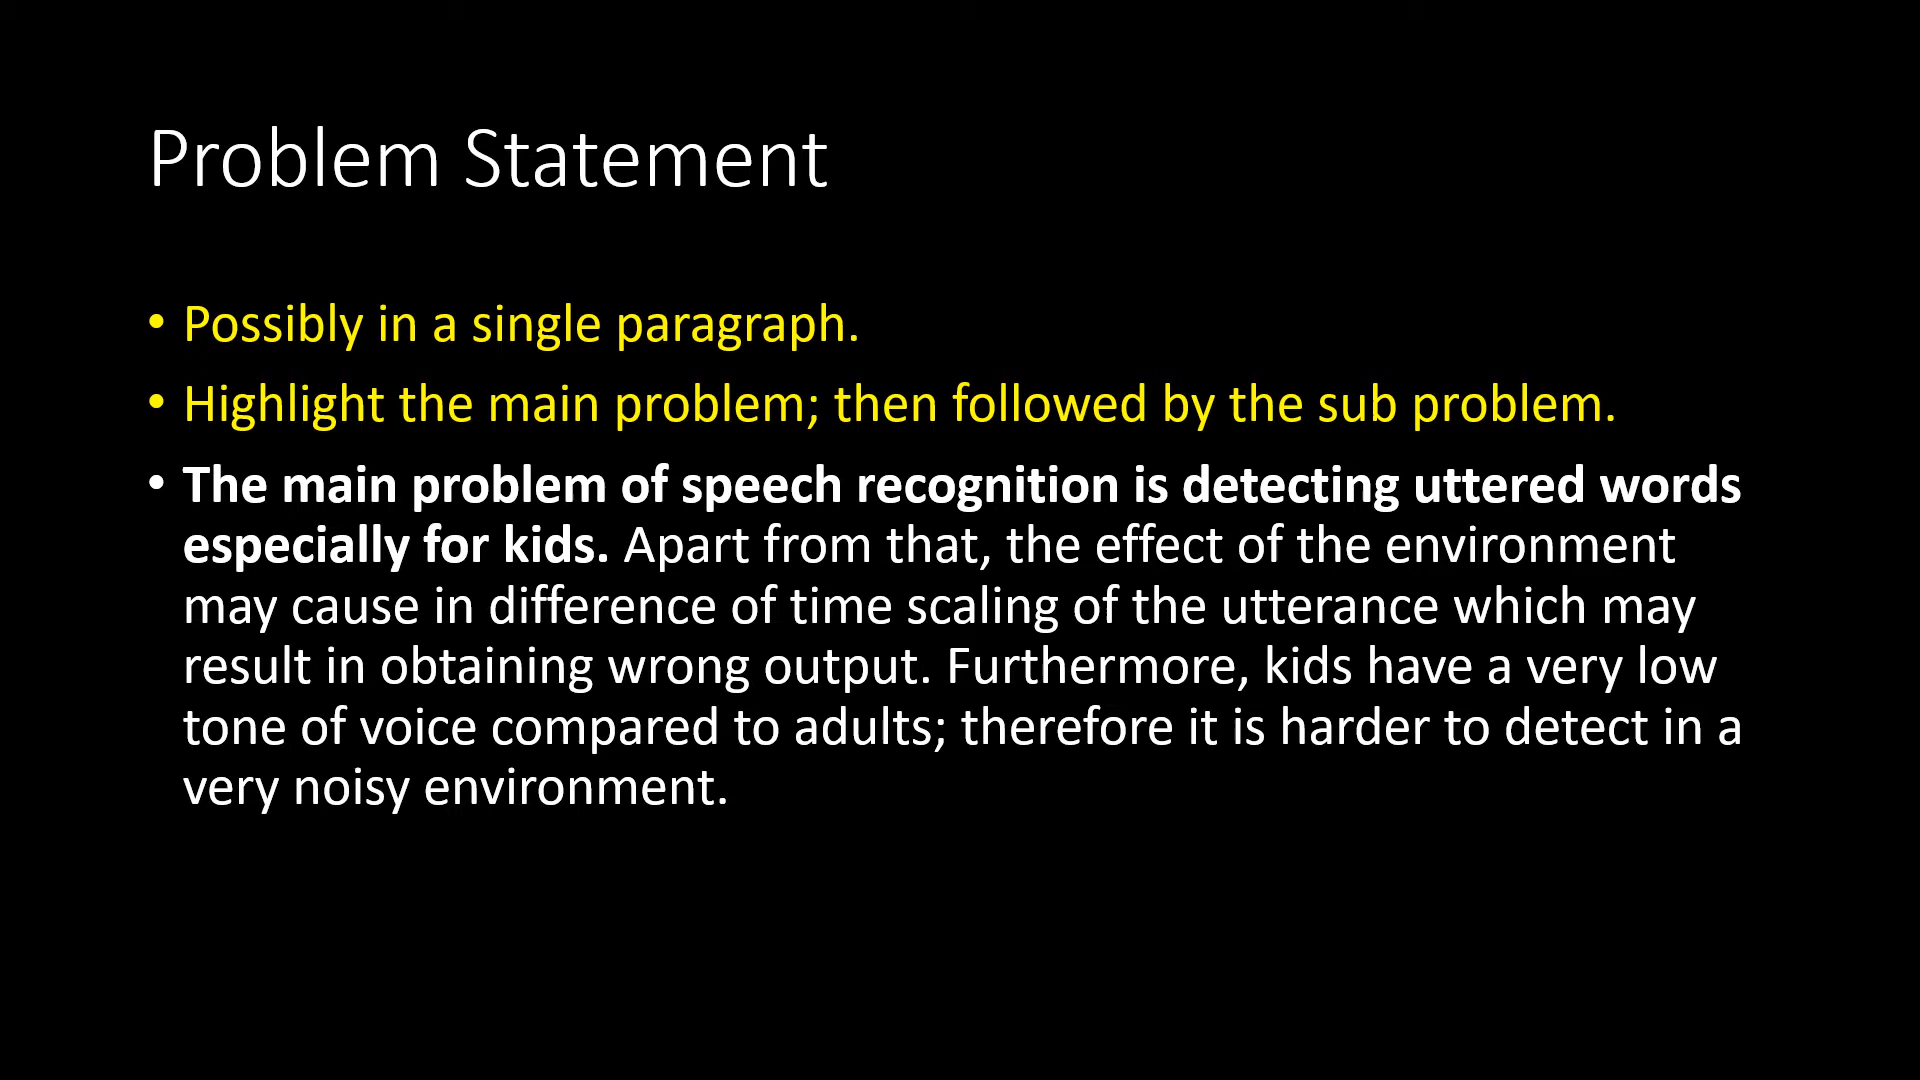 Problem Statement
• Possibly in a single paragraph.
• Highlight the main problem; then followed by the sub problem.
• The main problem of speech recognition is detecting uttered words
especially for kids. Apart from that, the effect of the environment
may cause in difference of time scaling of the utterance which may
result in obtaining wrong output. Furthermore, kids have a very low
tone of voice compared to adults; therefore it is harder to detect in a
very noisy environment.